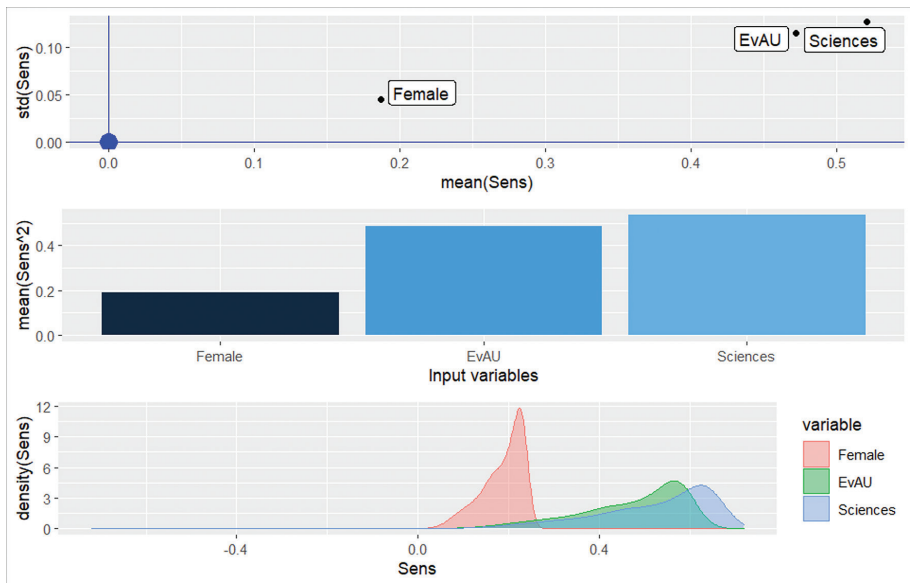 std(Sens)
0.10
0.05
0.00
EvAU
Sciences
Female
0.0 0.1 0.2 0.3 0.4 0.5
mean(Sens)
mean(Sens^2)
0.4
0.2
0.0
Female EvAU Sciences
Input variables
density(Sens)
12
9
6
3
0
-0.4 0.0 0.4
Sens
variable
Female
EvAU
Sciences